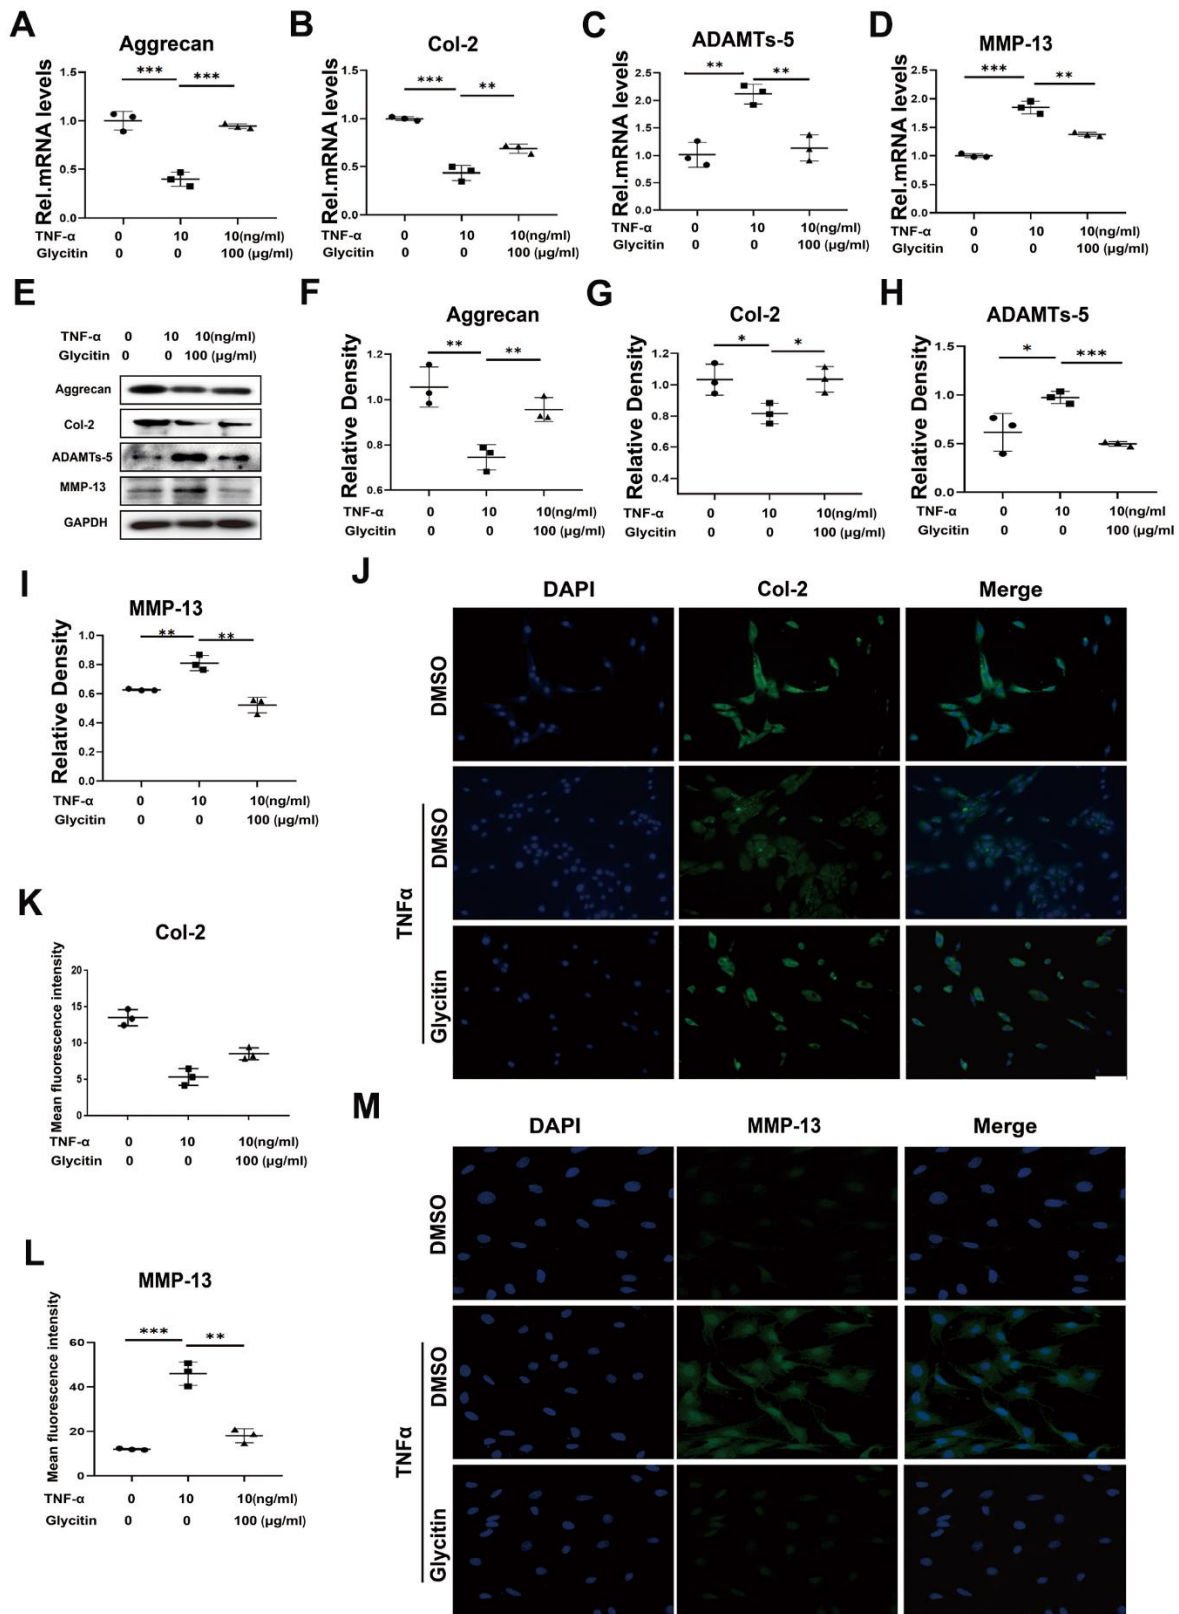 A
Aggrecan
Rel.mRNA levels
1.5
1.0
0.5
0.0
*** ***
TNF-α 0 10 10(ng/ml)
Glycitin 0 0 100 (μg/ml)
B
Col-2
Rel.mRNA levels
1.5
1.0
0.5
0.0
*** **
0 10 10(ng/ml)
0 0 100 (μg/ml)
C
ADAMTs-5
Rel.mRNA levels
2.5
2.0
1.5
1.0
0.5
0.0
** **
TNF-α 0 10 10(ng/ml)
Glycitin 0 0 100 (μg/ml)
D
MMP-13
Rel.mRNA levels
2.5
2.0
1.5
1.0
0.5
0.0
*** **
TNF-α 0 10 10(ng/ml)
Glycitin 0 0 100 (μg/ml)
E
TNF-α 0 10 10(ng/ml)
Glycitin 0 0 100 (μg/ml)
Aggrecan
Col-2
ADAMTs-5
MMP-13
GAPDH
F
Aggrecan
Relative Density
1.2
1.0
0.8
0.6
** **
TNF-α 0 10 10(ng/ml)
Glycitin 0 0 100 (μg/ml)
G
Col-2
Relative Density
1.2
1.0
0.8
0.6
0.4
* *
TNF-α 0 10 10(ng/ml)
Glycitin 0 0 100 (μg/ml)
H
ADAMTs-5
Relative Density
1.5
1.0
0.5
0.0
* ***
TNF-α 0 10 10(ng/ml
Glycitin 0 0 100 (μg/ml)
I
MMP-13
Relative Density
1.0
0.8
0.6
0.4
0.2
0.0
** **
TNF-α 0 10 10(ng/ml)
Glycitin 0 0 100 (μg/ml)
J
DAPI Col-2 Merge
DMSO
DMSO
Glycitin
TNFα
K
Col-2
Mean fluorescence intensity
20
15
10
5
0
TNF-α 0 10 10(ng/ml)
Glycitin 0 0 100 (μg/ml)
L
MMP-13
Mean fluorescence intensity
60
40
20
0
*** **
TNF-α 0 10 10(ng/ml)
Glycitin 0 0 100 (μg/ml)
M
DAPI MMP-13 Merge
DMSO
DMSO
Glycitin
TNFα